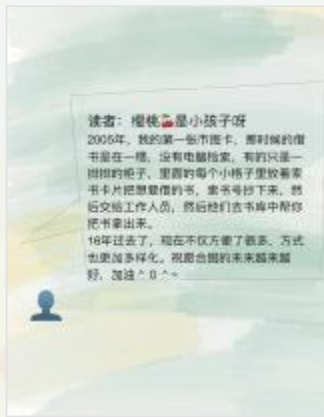 读者：樱桃🍒是小孩子呀
2005年，我的第一张市图卡，那时候的借
书是在一楼，没有电脑检索，有的只是一
排排的柜子，里面的每个小格子里放着索
书卡片把想要借的书，索书号抄下来，然
后交给工作人员，然后他们去书库中帮你
把书拿出来。
16年过去了，现在不仅方便了很多，方式
也更加多样化。祝愿合图的未来越来越
好，加油＾０＾~